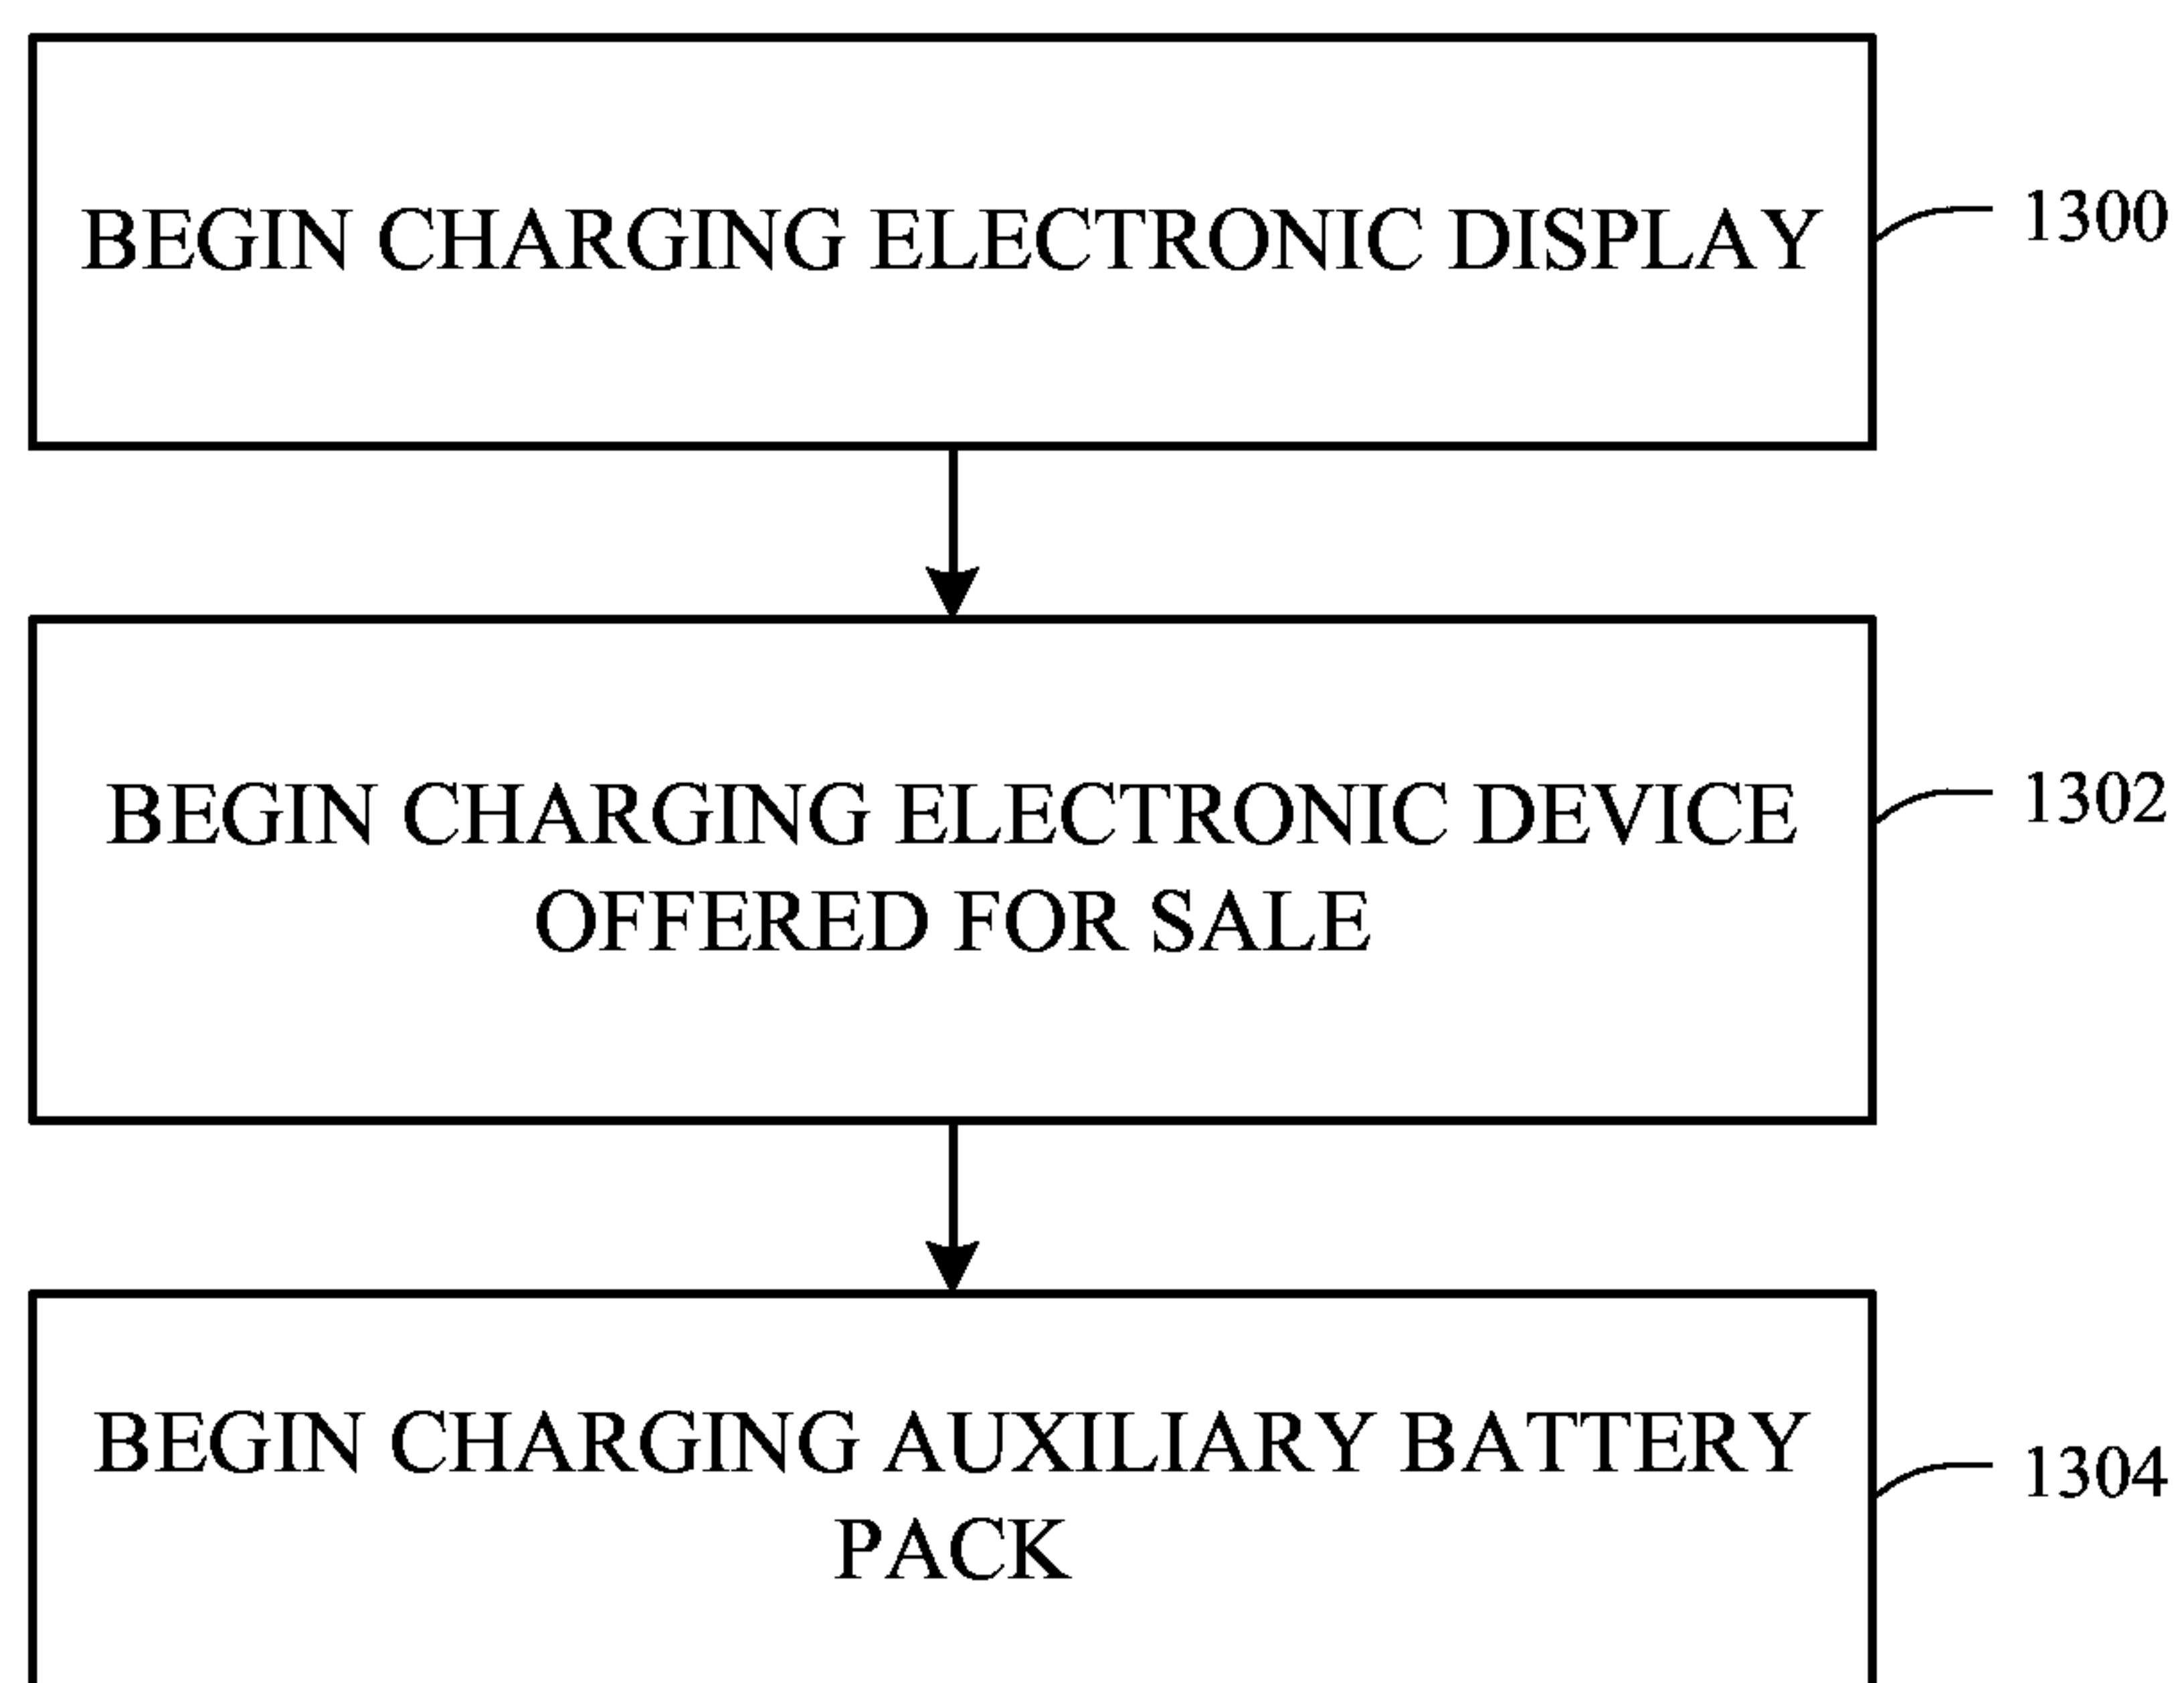 BEGIN CHARGING ELECTRONIC DISPLAY
1300
BEGIN CHARGING ELECTRONIC DEVICE
OFFERED FOR SALE
1302
BEGIN CHARGING AUXILIARY BATTERY
PACK
1304